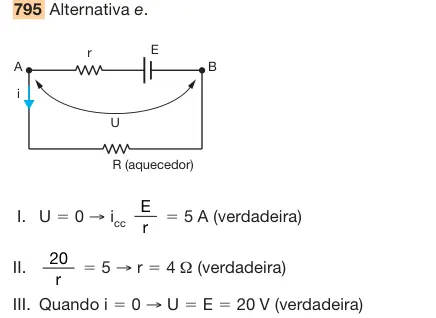 795 Alternativa e.
r
E
A
B
i
U
R (aquecedor)
I. U = 0 → icc E/r = 5 A (verdadeira)
II. 20/r = 5 → r = 4 Ω (verdadeira)
III. Quando i = 0 → U = E = 20 V (verdadeira)